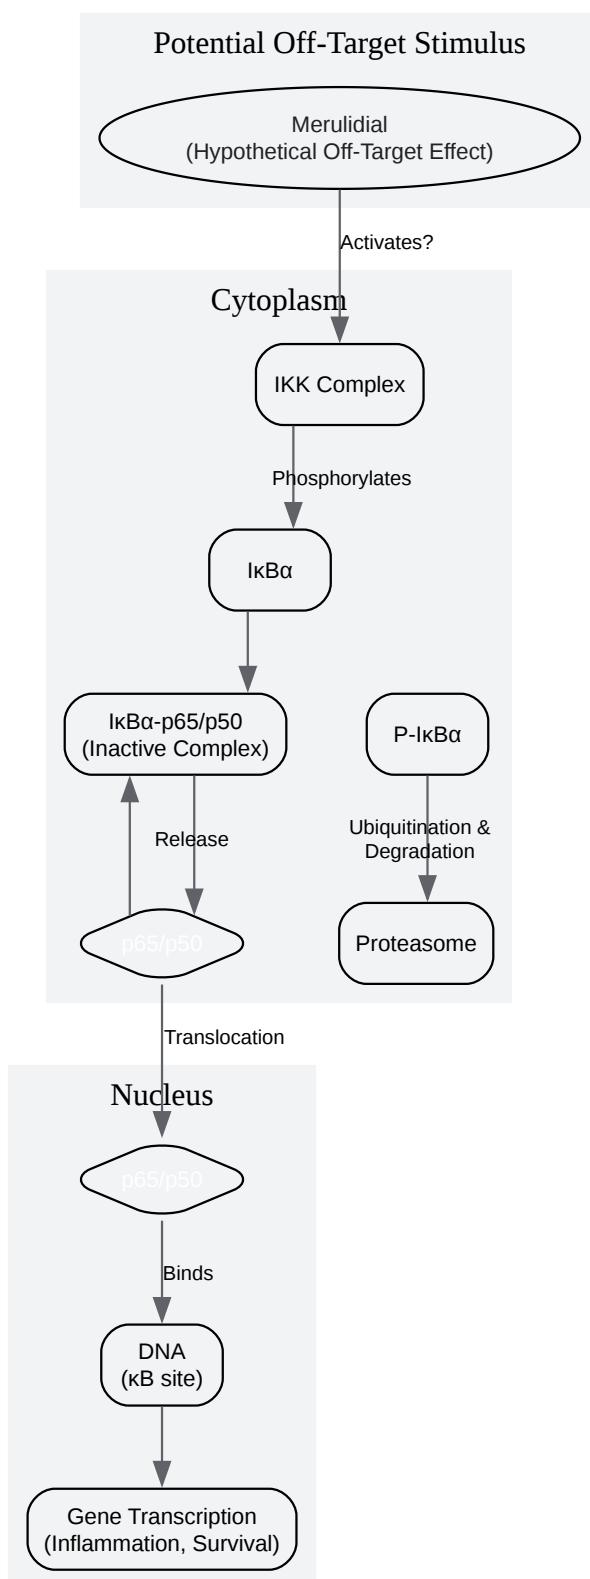 Potential Off-Target Stimulus
Merulidial
(Hypothetical Off-Target Effect)
Activates?
Cytoplasm
IKK Complex
Phosphorylates
IκBα
IκBα-p65/p50
(Inactive Complex)
P-IκBα
Release
Ubiquitination &
Degradation
p65/p50
Proteasome
Translocation
Nucleus
p65/p50
Binds
DNA
(κB site)
Gene Transcription
(Inflammation, Survival)